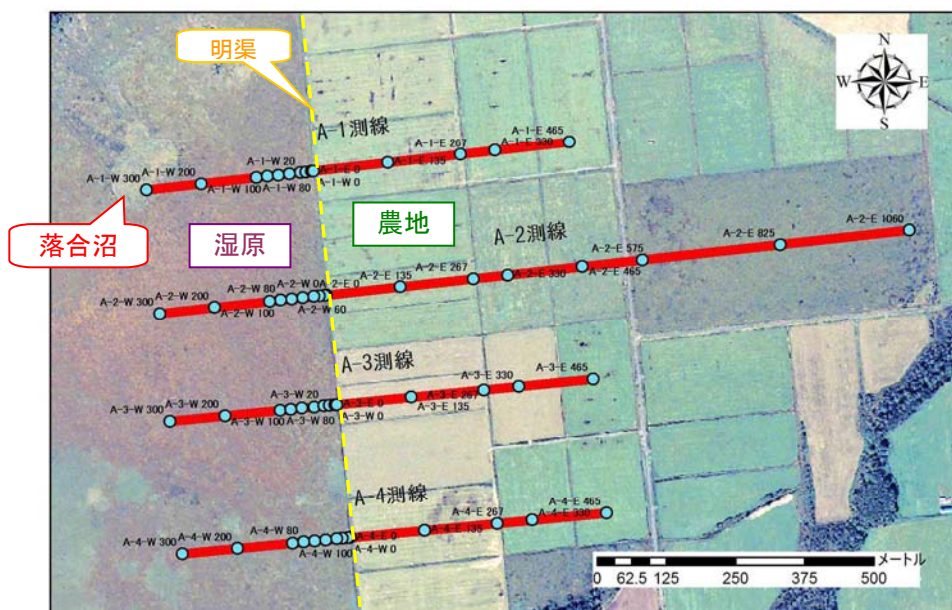 明渠
N
W E
S
A-1測線
A-1-E 465
A-1-E 267
A-1-E 330
A-1-W 20
A-1-E 135
A-1-W 200
A-1-E 0
A-1-W 300
A-1-W 100
A-1-W 80
A-1-W 0
落合沼
湿原
農地
A-2測線
A-2-E 1060
A-2-E 825
A-2-E 575
A-2-E 267
A-2-E 135
A-2-E 330
A-2-E 465
A-2-W 80
A-2-W 0
A-2-E 0
A-2-W 200
A-2-W 300
A-2-W 100
A-2-W 60
A-3測線
A-3-E 465
A-3-E 330
A-3-W 20
A-3-E 267
A-3-W 200
A-3-E 0
A-3-W 300
A-3-E 135
A-3-W 100
A-3-W 80
A-3-W 0
A-4測線
A-4-E 465
A-4-E 267
A-4-E 330
A-4-W 80
A-4-E 135
A-4-W 200
A-4-E 0
A-4-W 300
A-4-W 100
A-4-W 0
メートル
0 62.5 125 250 375 500